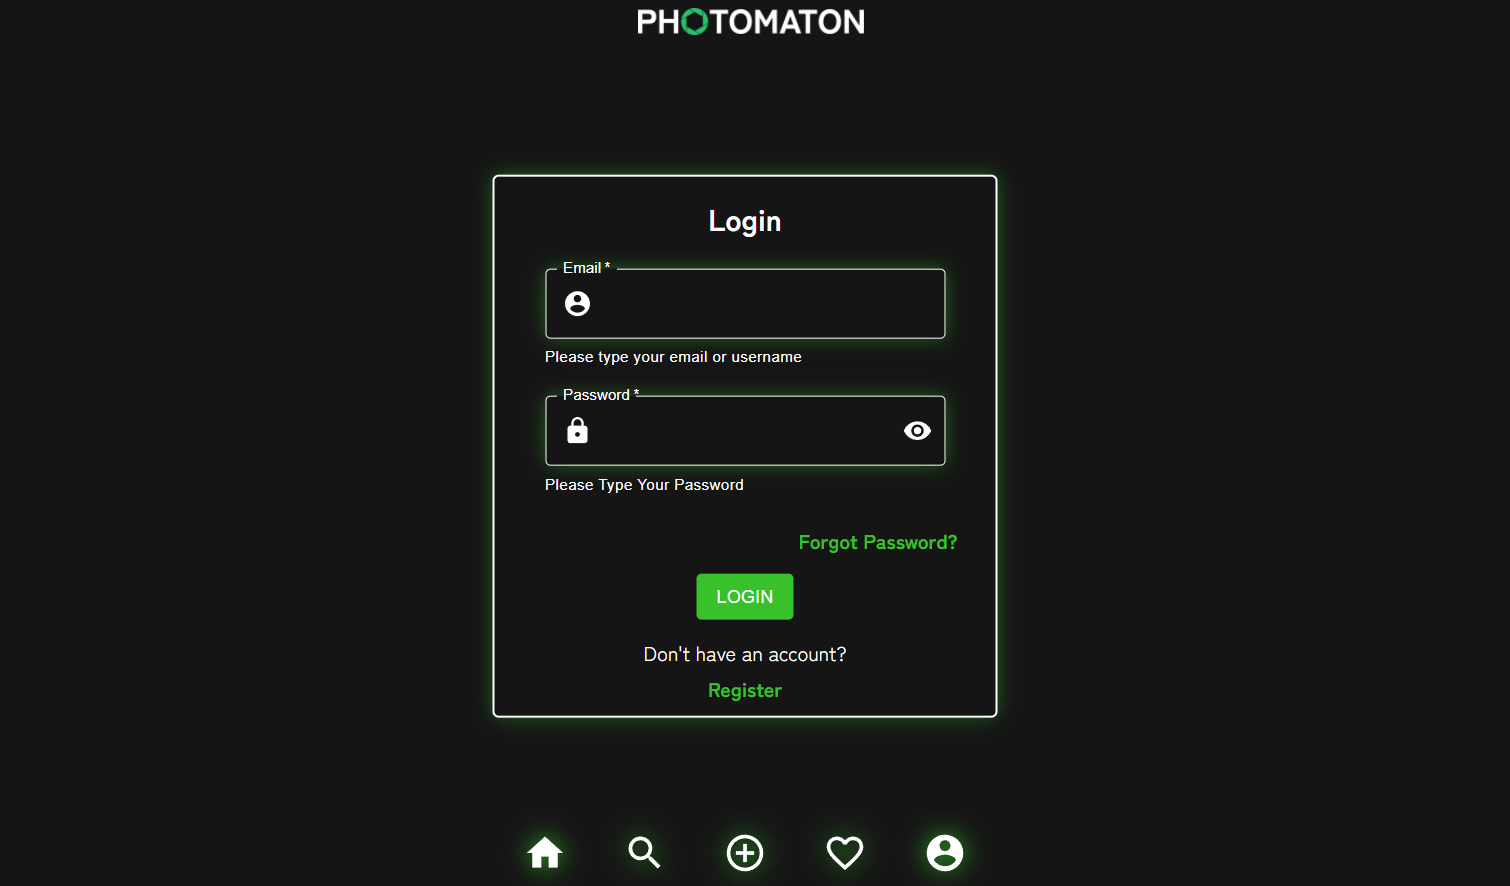 PHOTOMATON
Login
Email *
Please type your email or username
Password *
Please Type Your Password
Forgot Password?
LOGIN
Don't have an account?
Register